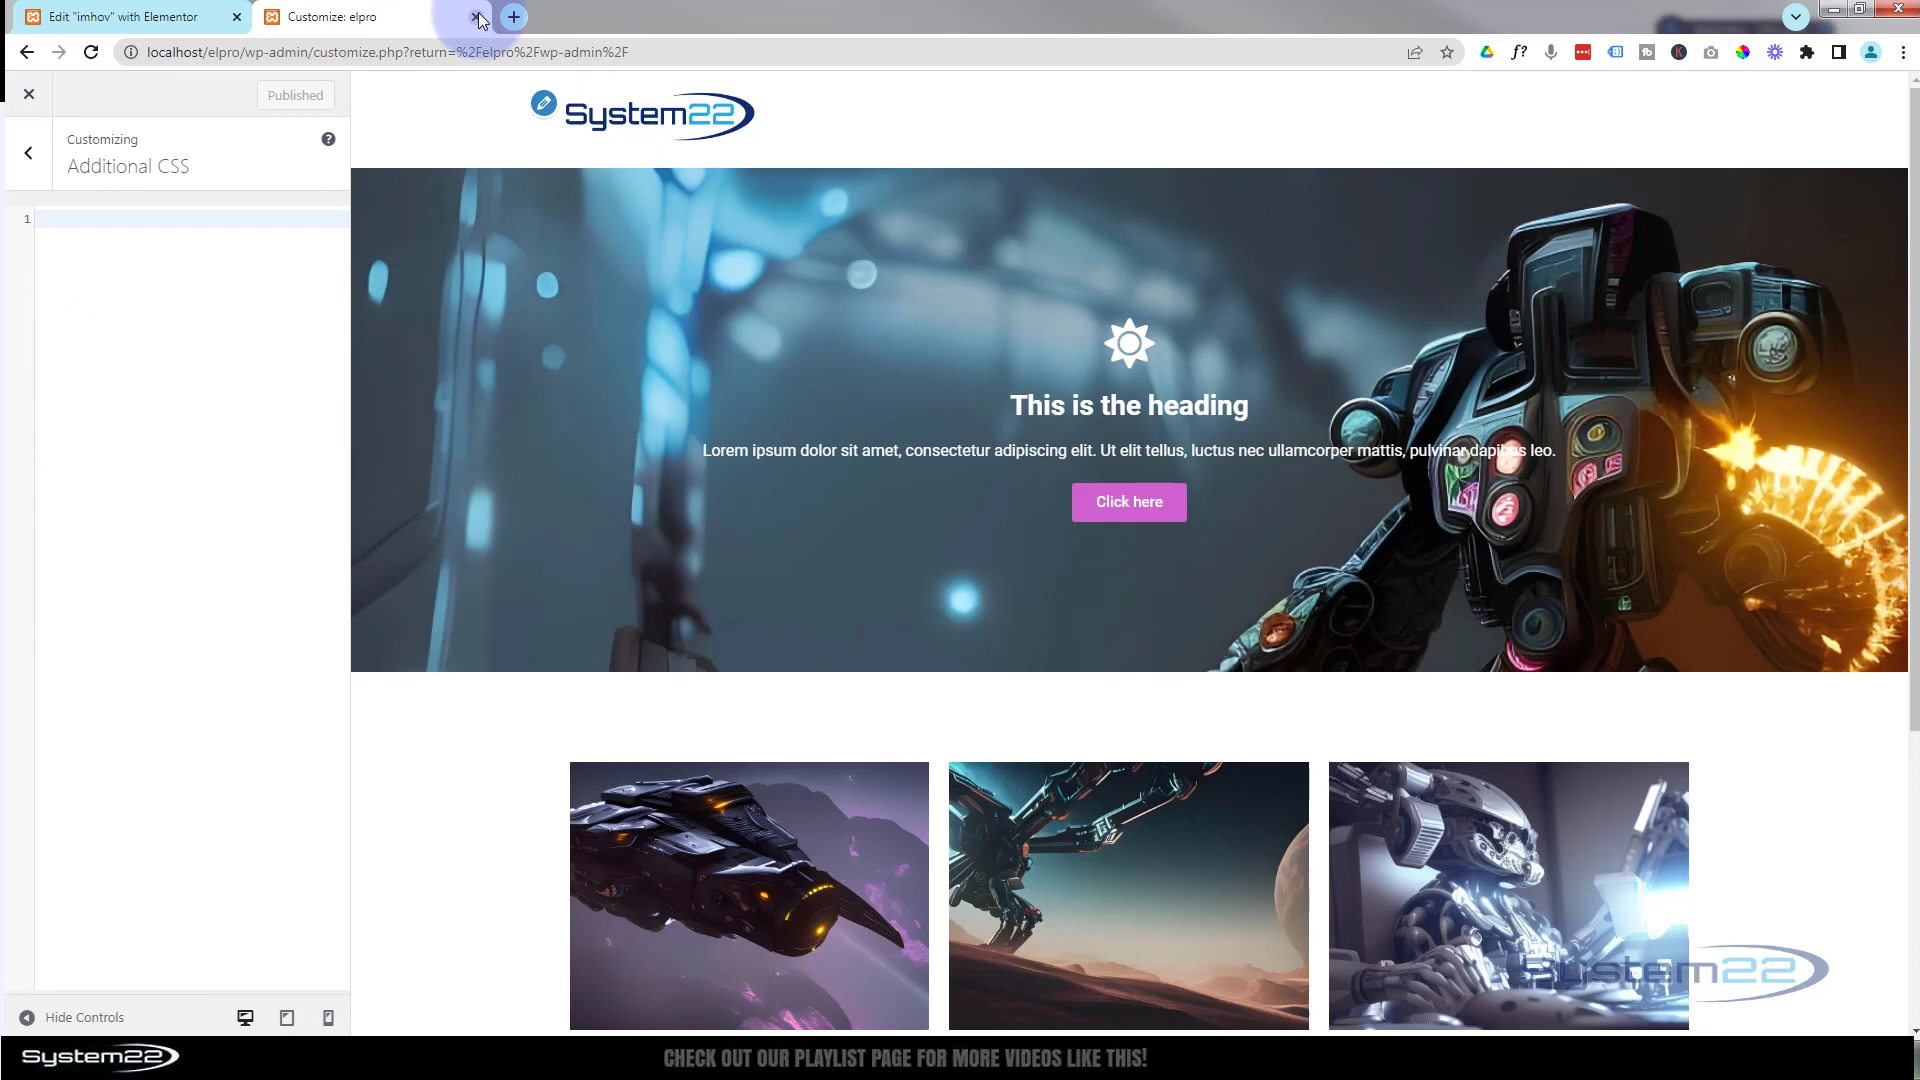 Edit "imhov" with Elementor
Customize: elpro
localhost/elpro/wp-admin/customize.php?return=%2Felpro%2Fwp-admin%2F
Published
Customizing
Additional CSS
1
System22
This is the heading
Lorem ipsum dolor sit amet, consectetur adipiscing elit. Ut elit tellus, luctus nec ullamcorper mattis, pulvinar dapibus leo.
Click here
System22
Hide Controls
System22
CHECK OUT OUR PLAYLIST PAGE FOR MORE VIDEOS LIKE THIS!